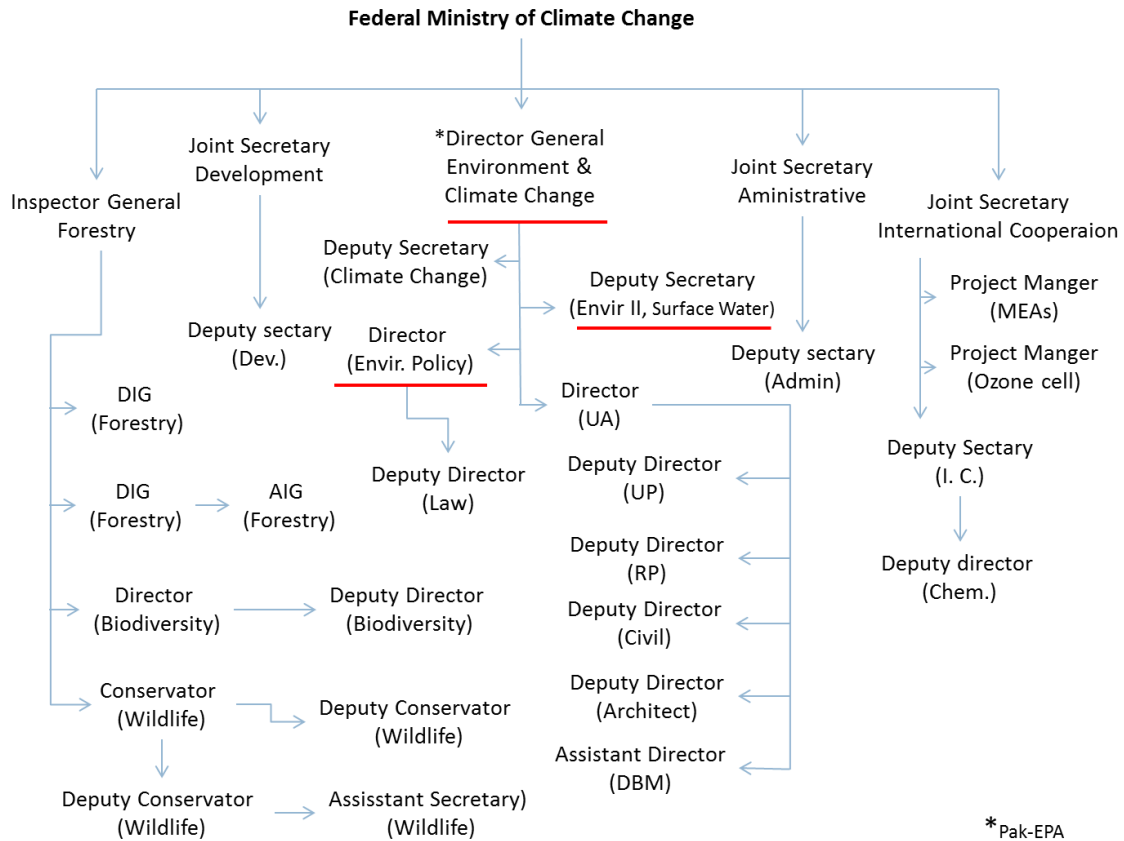 Federal Ministry of Climate Change
Inspector General
Forestry
Joint Secretary
Development
*Director General
Environment &
Climate Change
Joint Secretary
Aministrative
Joint Secretary
International Cooperaion
Deputy Secretary
(Climate Change)
Deputy Secretary
(Envir II, Surface Water)
Director
(Envir. Policy)
Deputy sectary
(Dev.)
Deputy sectary
(Admin)
Project Manger
(MEAs)
Project Manger
(Ozone cell)
Director
(UA)
Deputy Director
(Law)
Deputy Sectary
(I. C.)
Deputy director
(Chem.)
DIG
(Forestry)
DIG
(Forestry)
AIG
(Forestry)
Director
(Biodiversity)
Deputy Director
(Biodiversity)
Conservator
(Wildlife)
Deputy Conservator
(Wildlife)
Deputy Conservator
(Wildlife)
Assisstant Secretary)
(Wildlife)
Deputy Director
(UP)
Deputy Director
(RP)
Deputy Director
(Civil)
Deputy Director
(Architect)
Assistant Director
(DBM)
*Pak-EPA